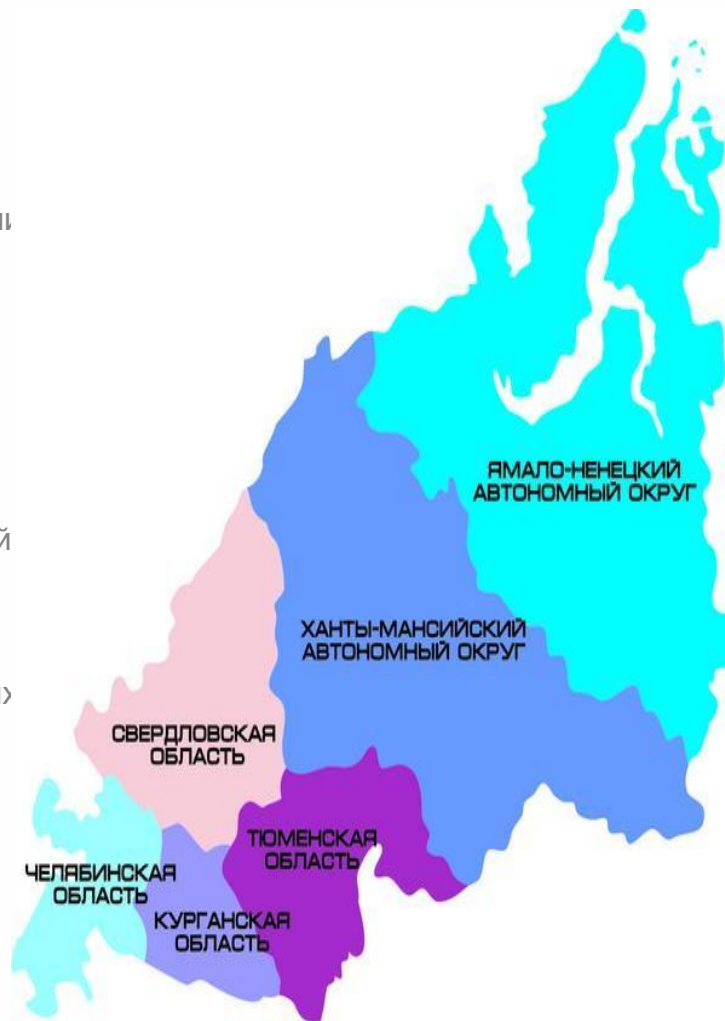 ЯМАЛО-НЕНЕЦКИЙ
АВТОНОМНЫЙ ОКРУГ
ХАНТЫ-МАНСИЙСКИЙ
АВТОНОМНЫЙ ОКРУГ
СВЕРДЛОВСКАЯ
ОБЛАСТЬ
ТЮМЕНСКАЯ
ОБЛАСТЬ
ЧЕЛЯБИНСКАЯ
ОБЛАСТЬ
КУРГАНСКАЯ
ОБЛАСТЬ